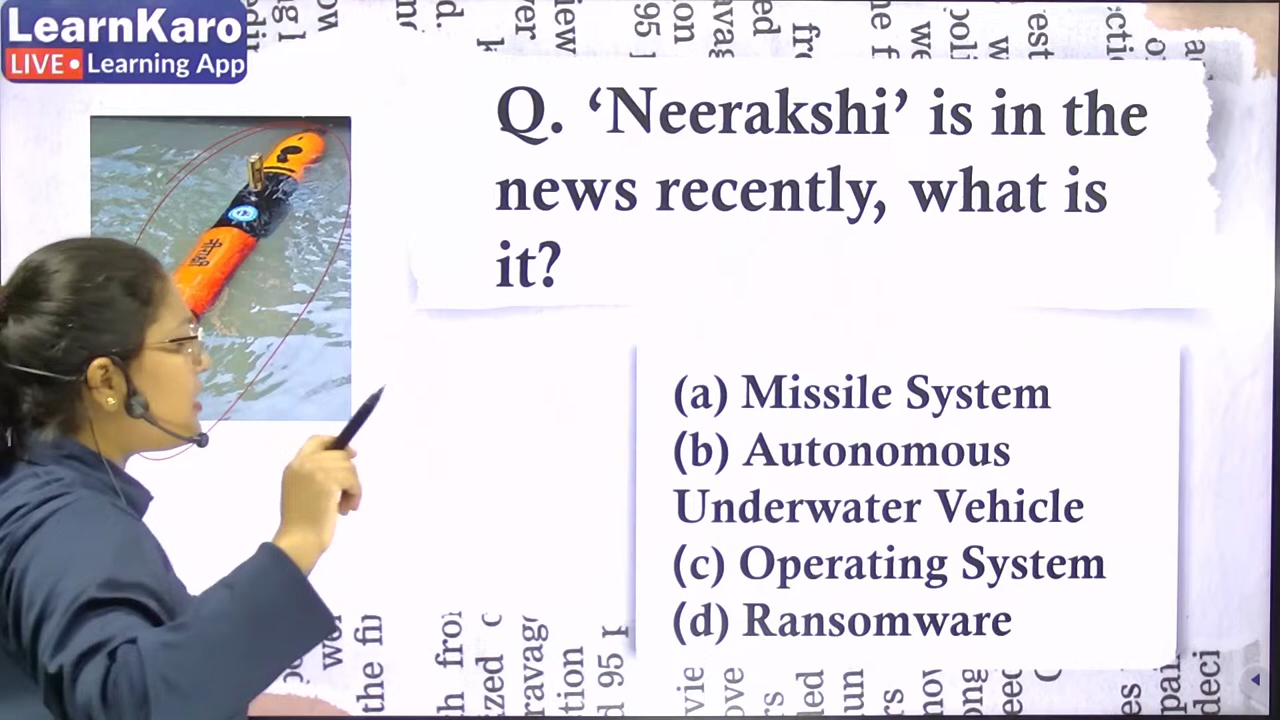 LearnKaro
LIVE • Learning App
Q. ‘Neerakshi’ is in the
news recently, what is
it?
नीराक्षी
(a) Missile System
(b) Autonomous
Underwater Vehicle
(c) Operating System
(d) Ransomware